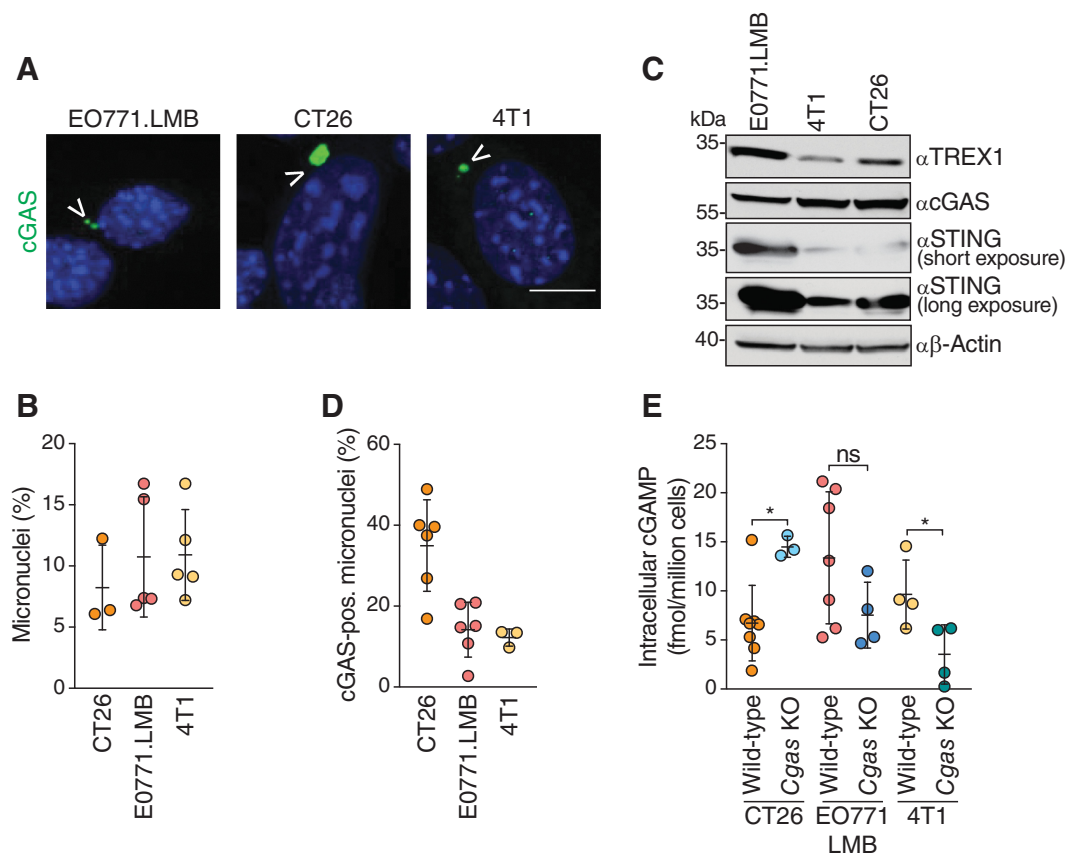 A
EO771.LMB
CT26
4T1
cGAS
>
>
>
C
E0771.LMB
4T1
CT26
kDa
35-
αTREX1
αcGAS
55-
35-
αSTING
(short exposure)
35-
αSTING
(long exposure)
40-
αβ-Actin
B
Micronuclei (%)
20
15
10
5
0
CT26
E0771.LMB
4T1
D
cGAS-pos. micronuclei (%)
60
40
20
0
CT26
E0771.LMB
4T1
E
Intracellular cGAMP
(fmol/million cells)
25
20
15
10
5
0
*
ns
*
Wild-type
Cgas KO
Wild-type
Cgas KO
Wild-type
Cgas KO
CT26
EO771
LMB
4T1